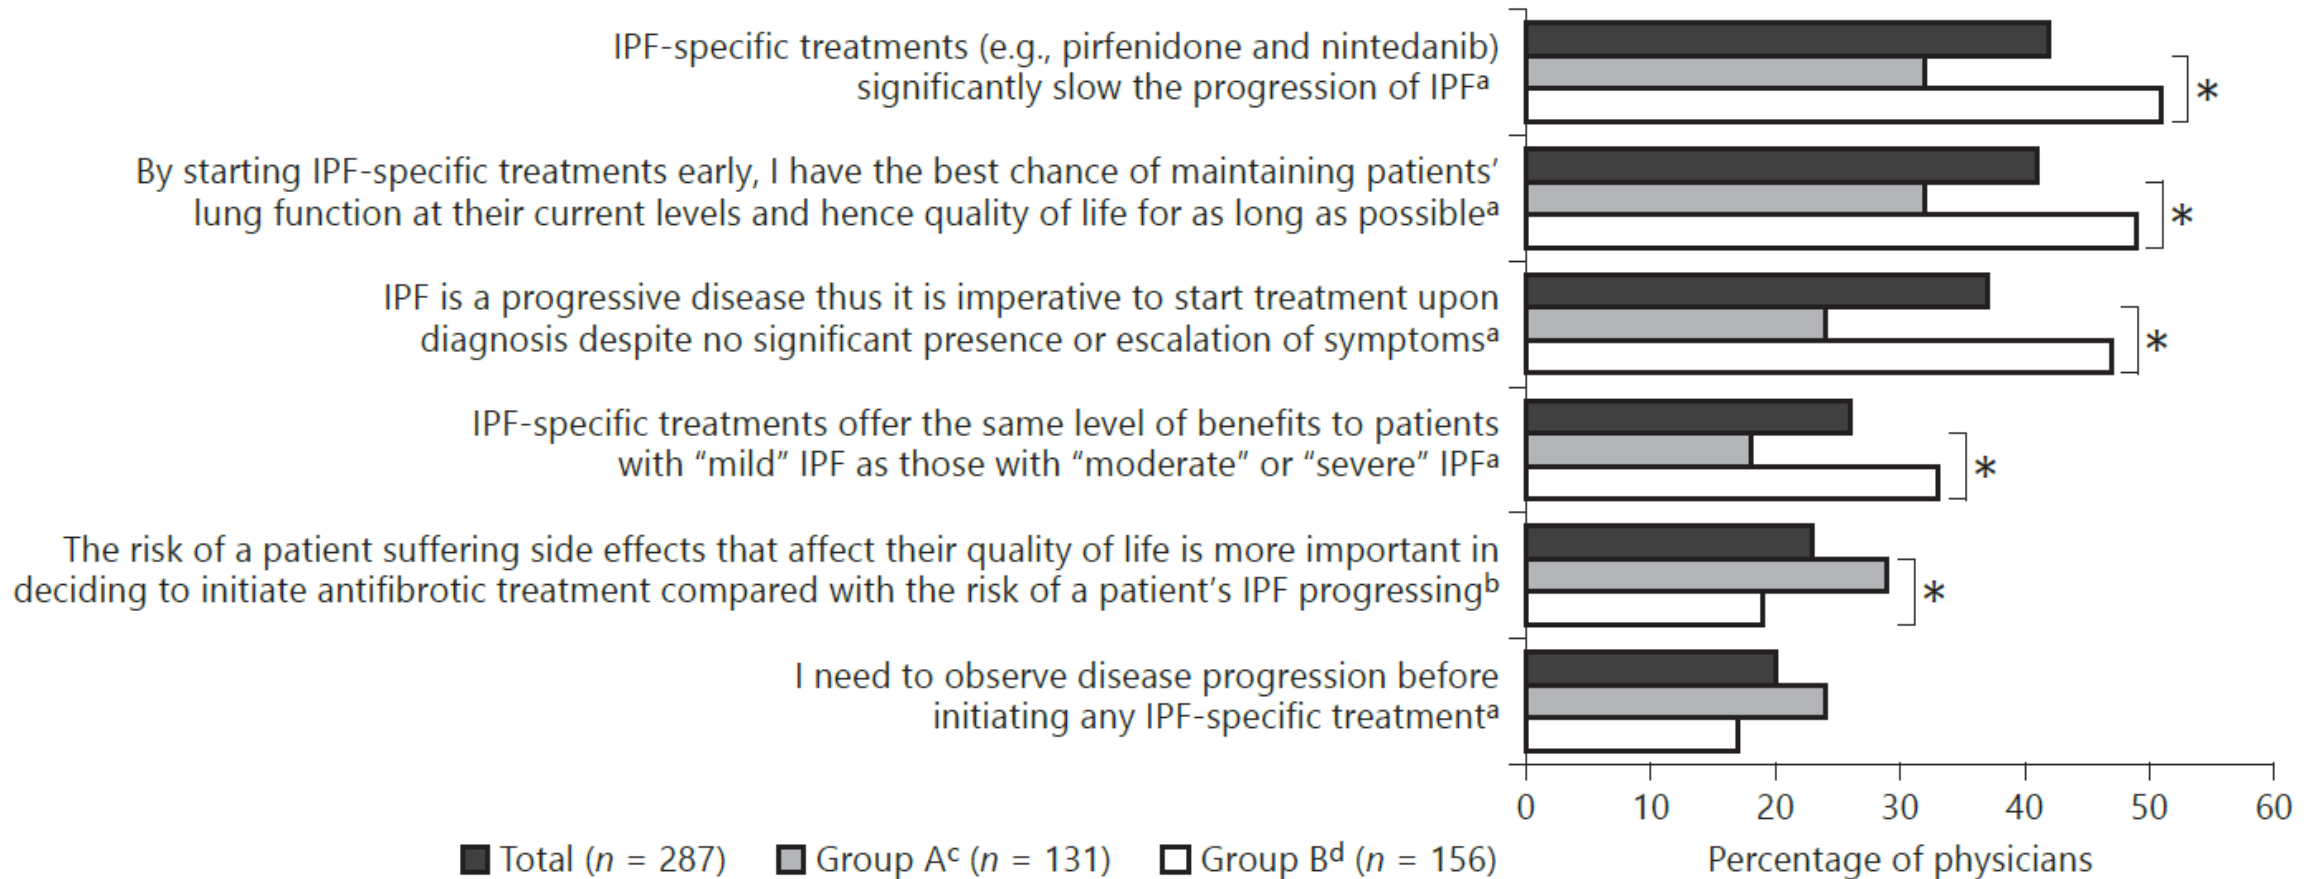 IPF-specific treatments (e.g., pirfenidone and nintedanib)
significantly slow the progression of IPFᵃ
*
By starting IPF-specific treatments early, I have the best chance of maintaining patients’
lung function at their current levels and hence quality of life for as long as possibleᵃ
*
IPF is a progressive disease thus it is imperative to start treatment upon
diagnosis despite no significant presence or escalation of symptomsᵃ
*
IPF-specific treatments offer the same level of benefits to patients
with “mild” IPF as those with “moderate” or “severe” IPFᵃ
*
The risk of a patient suffering side effects that affect their quality of life is more important in
deciding to initiate antifibrotic treatment compared with the risk of a patient’s IPF progressingᵇ
*
I need to observe disease progression before
initiating any IPF-specific treatmentᵃ
0 10 20 30 40 50 60
Total (n = 287) Group Aᶜ (n = 131) Group Bᵈ (n = 156)
Percentage of physicians